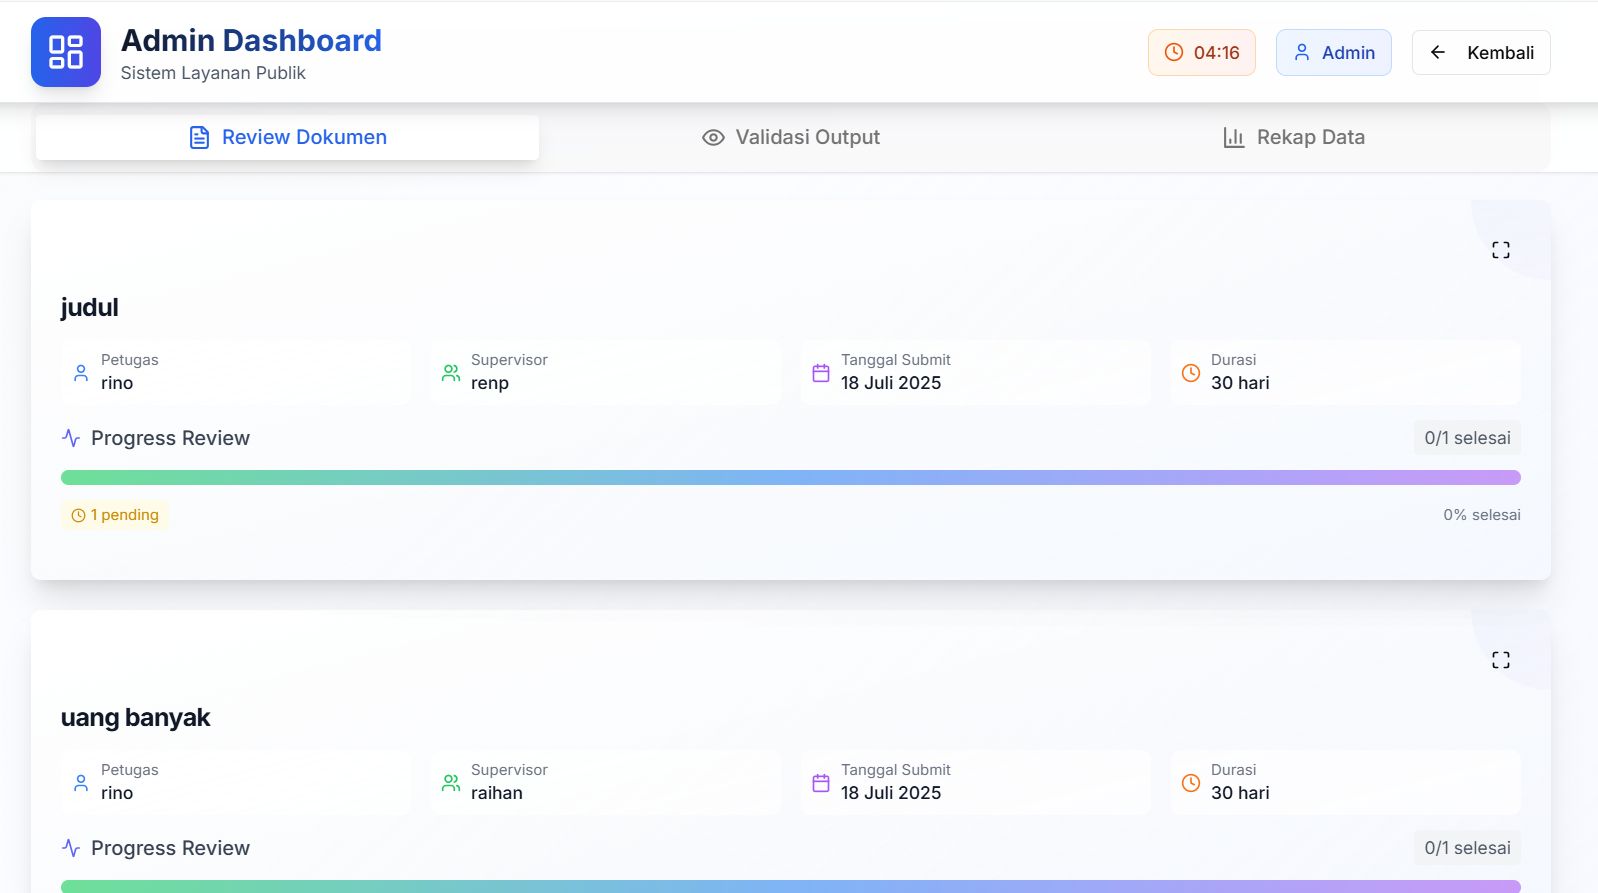 Admin Dashboard
Sistem Layanan Publik
04:16
Admin
Kembali
Review Dokumen
Validasi Output
Rekap Data
judul
Petugas
rino
Supervisor
renp
Tanggal Submit
18 Juli 2025
Durasi
30 hari
Progress Review
0/1 selesai
1 pending
0% selesai
uang banyak
Petugas
rino
Supervisor
raihan
Tanggal Submit
18 Juli 2025
Durasi
30 hari
Progress Review
0/1 selesai